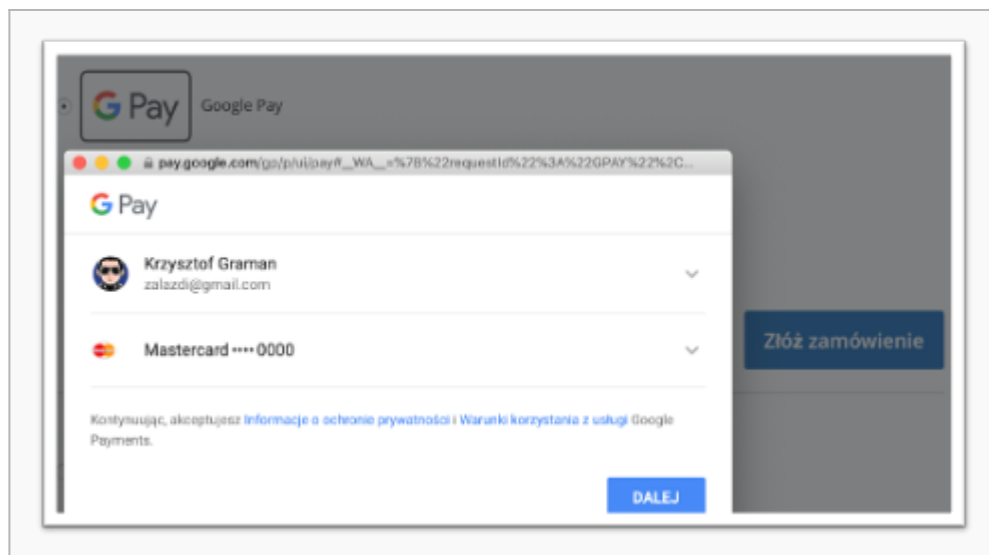 G Pay Google Pay
pay.google.com/gp/p/ui/pay#__WA__=%7B%22requestId%22%3A%22GPAY%22%2C...
G Pay
Krzysztof Graman
zalazdi@gmail.com
Mastercard •••• 0000
Złóż zamówienie
Kontynuując, akceptujesz Informacje o ochronie prywatności i Warunki korzystania z usługi Google
Payments.
DALEJ